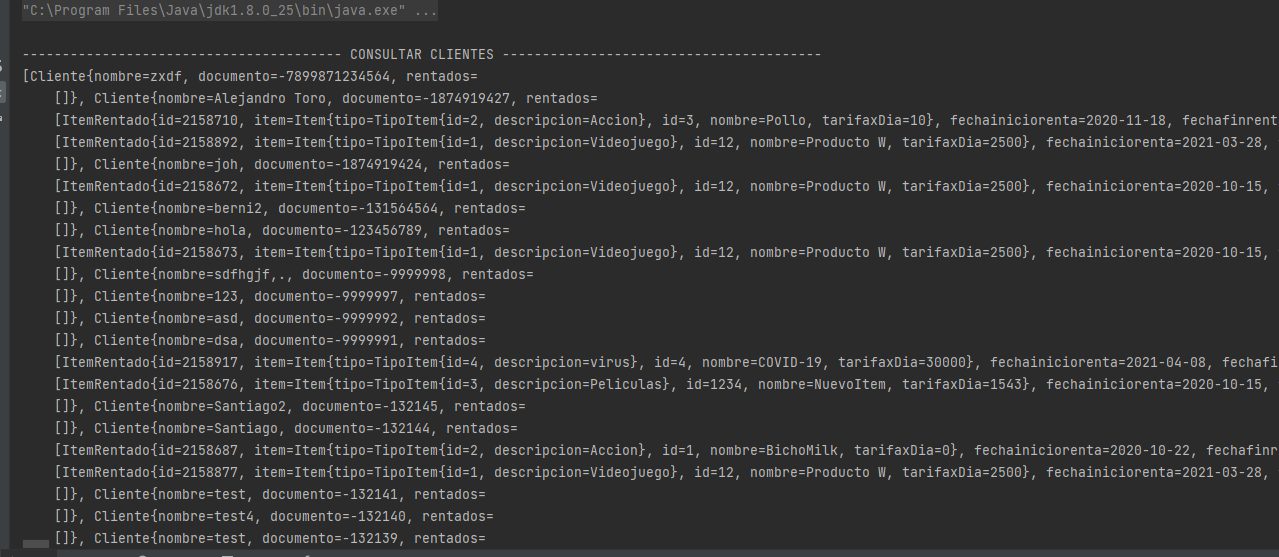 "C:\Program Files\Java\jdk1.8.0_25\bin\java.exe" ...
---------------------------------------- CONSULTAR CLIENTES ----------------------------------------
[Cliente{nombre=zxdf, documento=-7899871234564, rentados=
[]}, Cliente{nombre=Alejandro Toro, documento=-1874919427, rentados=
[ItemRentado{id=2158710, item=Item{tipo=TipoItem{id=2, descripcion=Accion}, id=3, nombre=Pollo, tarifaxDia=10}, fechainiciorenta=2020-11-18, fechafinrent
[ItemRentado{id=2158892, item=Item{tipo=TipoItem{id=1, descripcion=Videojuego}, id=12, nombre=Producto W, tarifaxDia=2500}, fechainiciorenta=2021-03-28,
[]}, Cliente{nombre=joh, documento=-1874919424, rentados=
[ItemRentado{id=2158672, item=Item{tipo=TipoItem{id=1, descripcion=Videojuego}, id=12, nombre=Producto W, tarifaxDia=2500}, fechainiciorenta=2020-10-15,
[]}, Cliente{nombre=berni2, documento=-131564564, rentados=
[]}, Cliente{nombre=hola, documento=-123456789, rentados=
[ItemRentado{id=2158673, item=Item{tipo=TipoItem{id=1, descripcion=Videojuego}, id=12, nombre=Producto W, tarifaxDia=2500}, fechainiciorenta=2020-10-15,
[]}, Cliente{nombre=sdfhgjf,., documento=-9999998, rentados=
[]}, Cliente{nombre=123, documento=-9999997, rentados=
[]}, Cliente{nombre=asd, documento=-9999992, rentados=
[]}, Cliente{nombre=dsa, documento=-9999991, rentados=
[ItemRentado{id=2158917, item=Item{tipo=TipoItem{id=4, descripcion=virus}, id=4, nombre=COVID-19, tarifaxDia=30000}, fechainiciorenta=2021-04-08, fechafi
[ItemRentado{id=2158676, item=Item{tipo=TipoItem{id=3, descripcion=Peliculas}, id=1234, nombre=NuevoItem, tarifaxDia=1543}, fechainiciorenta=2020-10-15,
[]}, Cliente{nombre=Santiago2, documento=-132145, rentados=
[]}, Cliente{nombre=Santiago, documento=-132144, rentados=
[ItemRentado{id=2158687, item=Item{tipo=TipoItem{id=2, descripcion=Accion}, id=1, nombre=BichoMilk, tarifaxDia=0}, fechainiciorenta=2020-10-22, fechafinr
[ItemRentado{id=2158877, item=Item{tipo=TipoItem{id=1, descripcion=Videojuego}, id=12, nombre=Producto W, tarifaxDia=2500}, fechainiciorenta=2021-03-28,
[]}, Cliente{nombre=test, documento=-132141, rentados=
[]}, Cliente{nombre=test4, documento=-132140, rentados=
[]}, Cliente{nombre=test, documento=-132139, rentados=